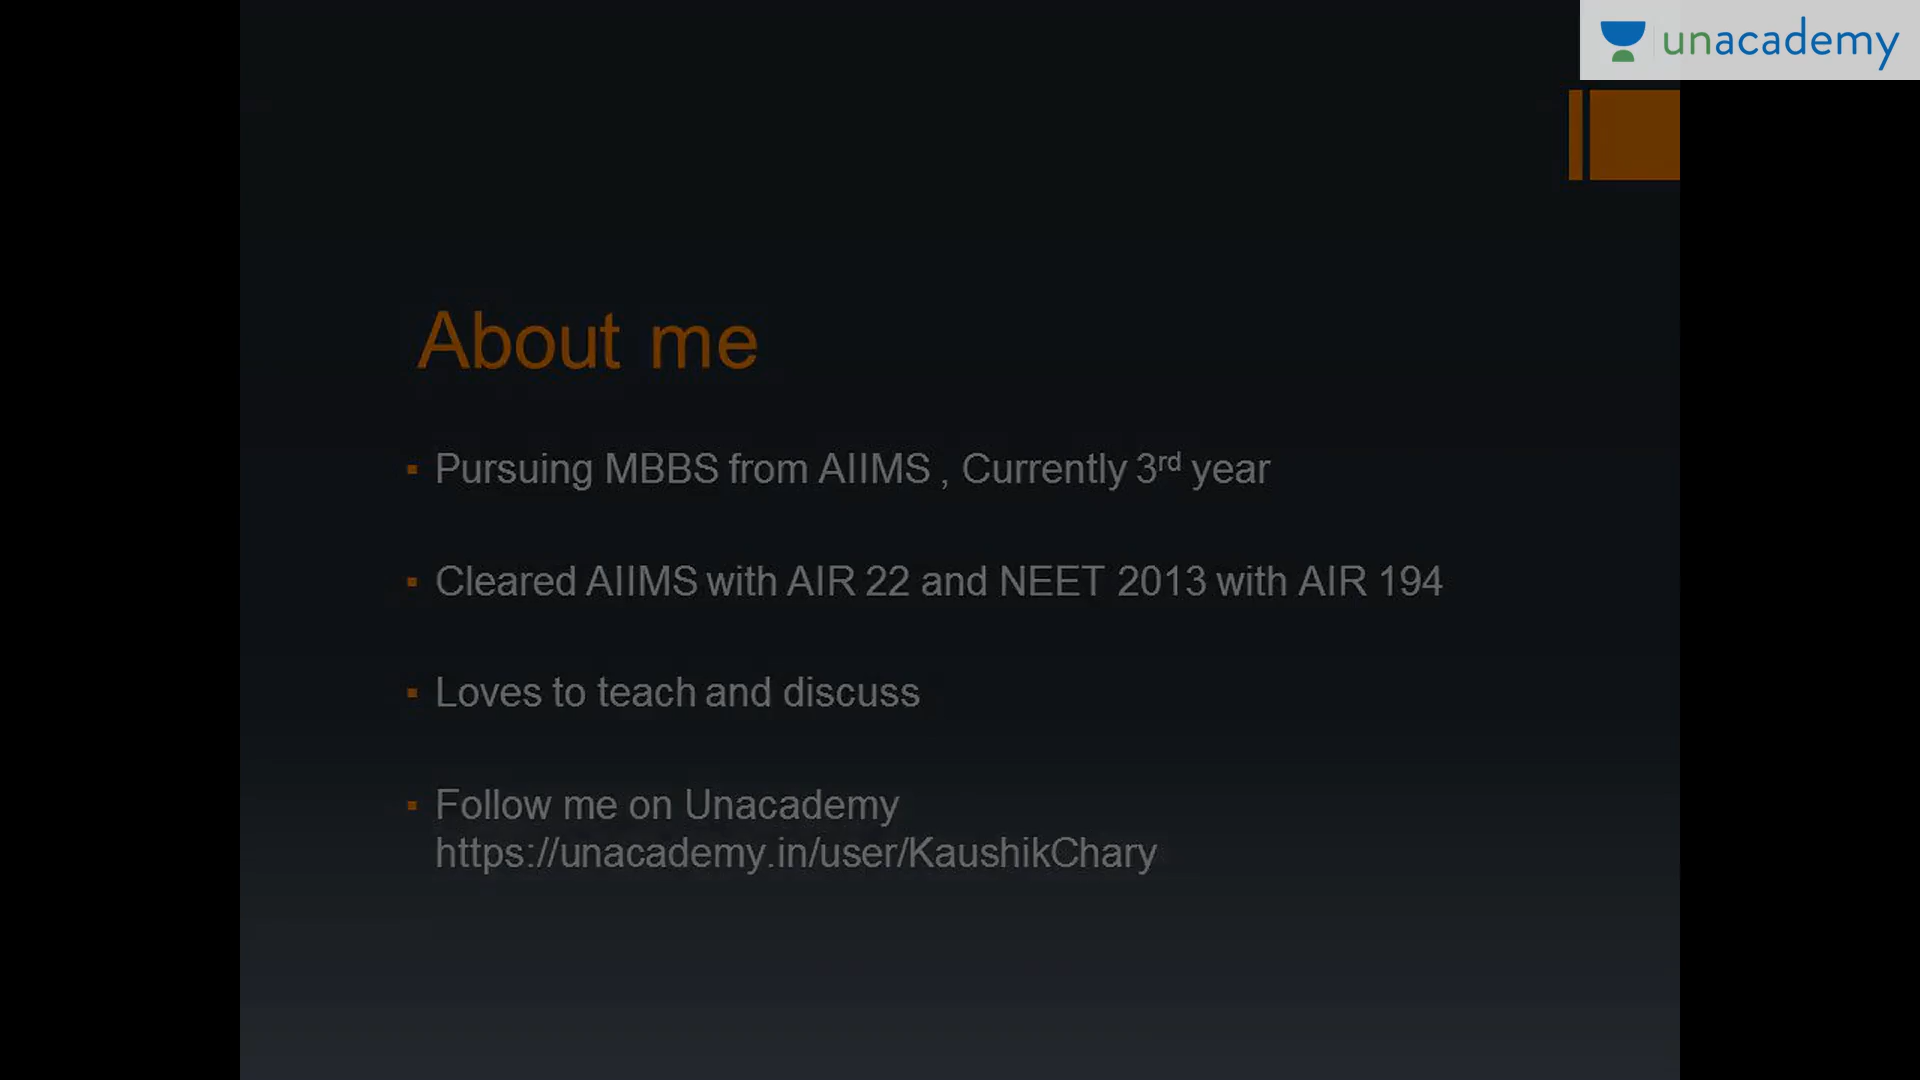 unacademy
About me
▪ Pursuing MBBS from AIIMS , Currently 3rd year
▪ Cleared AIIMS with AIR 22 and NEET 2013 with AIR 194
▪ Loves to teach and discuss
▪ Follow me on Unacademy
https://unacademy.in/user/KaushikChary